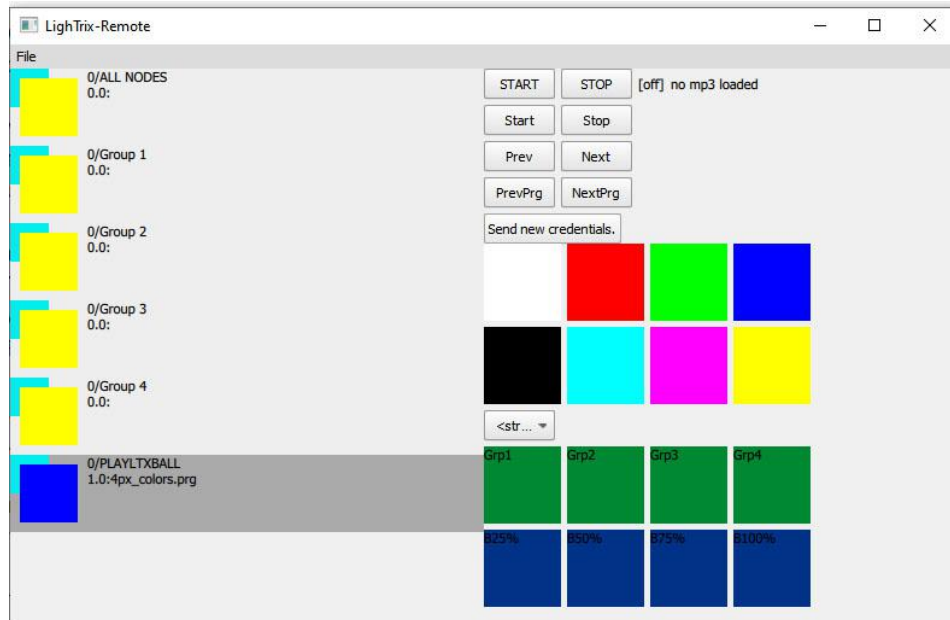 LighTrix-Remote
File
0/ALL NODES
0.0:
0/Group 1
0.0:
0/Group 2
0.0:
0/Group 3
0.0:
0/Group 4
0.0:
0/PLAYLTXBALL
1.0:4px_colors.prg
START STOP [off] no mp3 loaded
Start Stop
Prev Next
PrevPrg NextPrg
Send new credentials.
<str...
Grp1 Grp2 Grp3 Grp4
B25% B50% B75% B100%